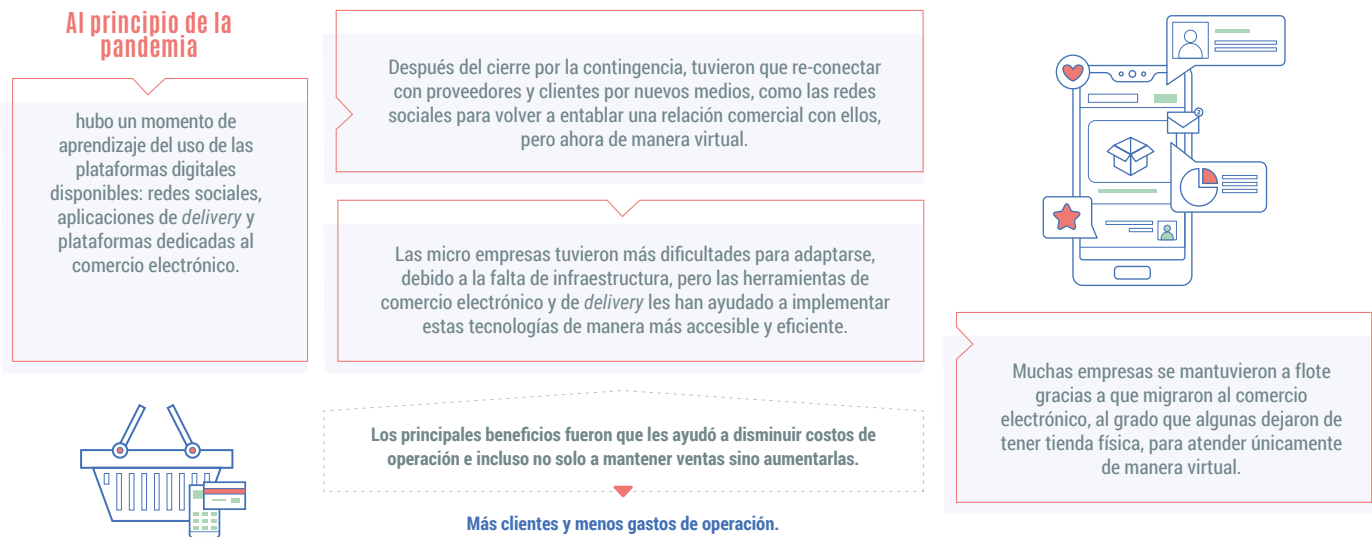 Al principio de la
pandemia
hubo un momento de
aprendizaje del uso de las
plataformas digitales
disponibles: redes sociales,
aplicaciones de delivery y
plataformas dedicadas al
comercio electrónico.
Después del cierre por la contingencia, tuvieron que re-conectar
con proveedores y clientes por nuevos medios, como las redes
sociales para volver a entablar una relación comercial con ellos,
pero ahora de manera virtual.
Las micro empresas tuvieron más dificultades para adaptarse,
debido a la falta de infraestructura, pero las herramientas de
comercio electrónico y de delivery les han ayudado a implementar
estas tecnologías de manera más accesible y eficiente.
Los principales beneficios fueron que les ayudó a disminuir costos de
operación e incluso no solo a mantener ventas sino aumentarlas.
Más clientes y menos gastos de operación.
2
Muchas empresas se mantuvieron a flote
gracias a que migraron al comercio
electrónico, al grado que algunas dejaron de
tener tienda física, para atender únicamente
de manera virtual.